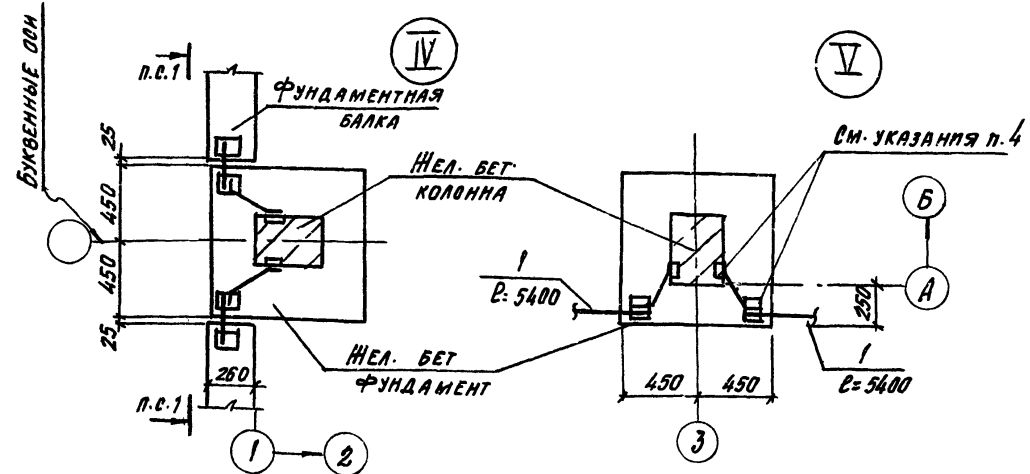 IV
V
п.с.1
Буквенные оси
Фундаментная
балка
См. указания п.4
25
Жел. бет.
колонна
450
Б
450
1
ℓ=5400
А
250
25
Жел. бет
фундамент
1
ℓ=5400
260
450
450
п.с.1
1
2
3